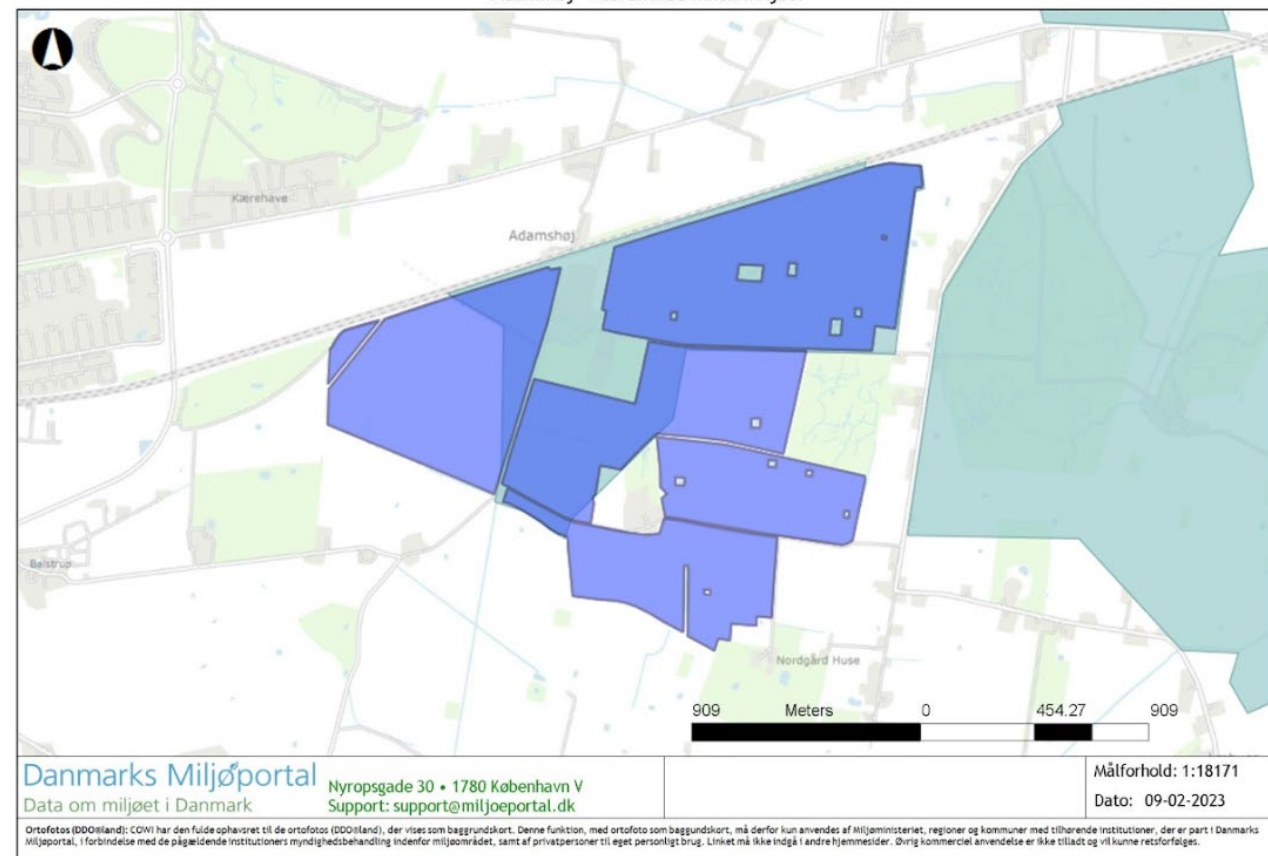 Kærehave
Adamshøj
Balstrup
Nordgård Huse
909 Meters 0 454.27 909
Danmarks Miljøportal
Data om miljøet i Danmark
Nyropsgade 30 • 1780 København V
Support: support@miljoeportal.dk
Målforhold: 1:18171
Dato: 09-02-2023
Ortofotos (DDO®land): COWI har den fulde ophavsret til de ortofotos (DDO®land), der vises som baggrundskort. Denne funktion, med ortofoto som baggundskort, må derfor kun anvendes af Miljøministeriet, regioner og kommuner med tilhørende institutioner, der er part i Danmarks
Miljøportal, i forbindelse med de pågældende institutioners myndighedsbehandling indenfor miljøområdet, samt af privatpersoner til eget personligt brug. Linket må ikke indgå i andre hjemmesider. Øvrig kommerciel anvendelse er ikke tilladt og vil kunne retsforfølges.